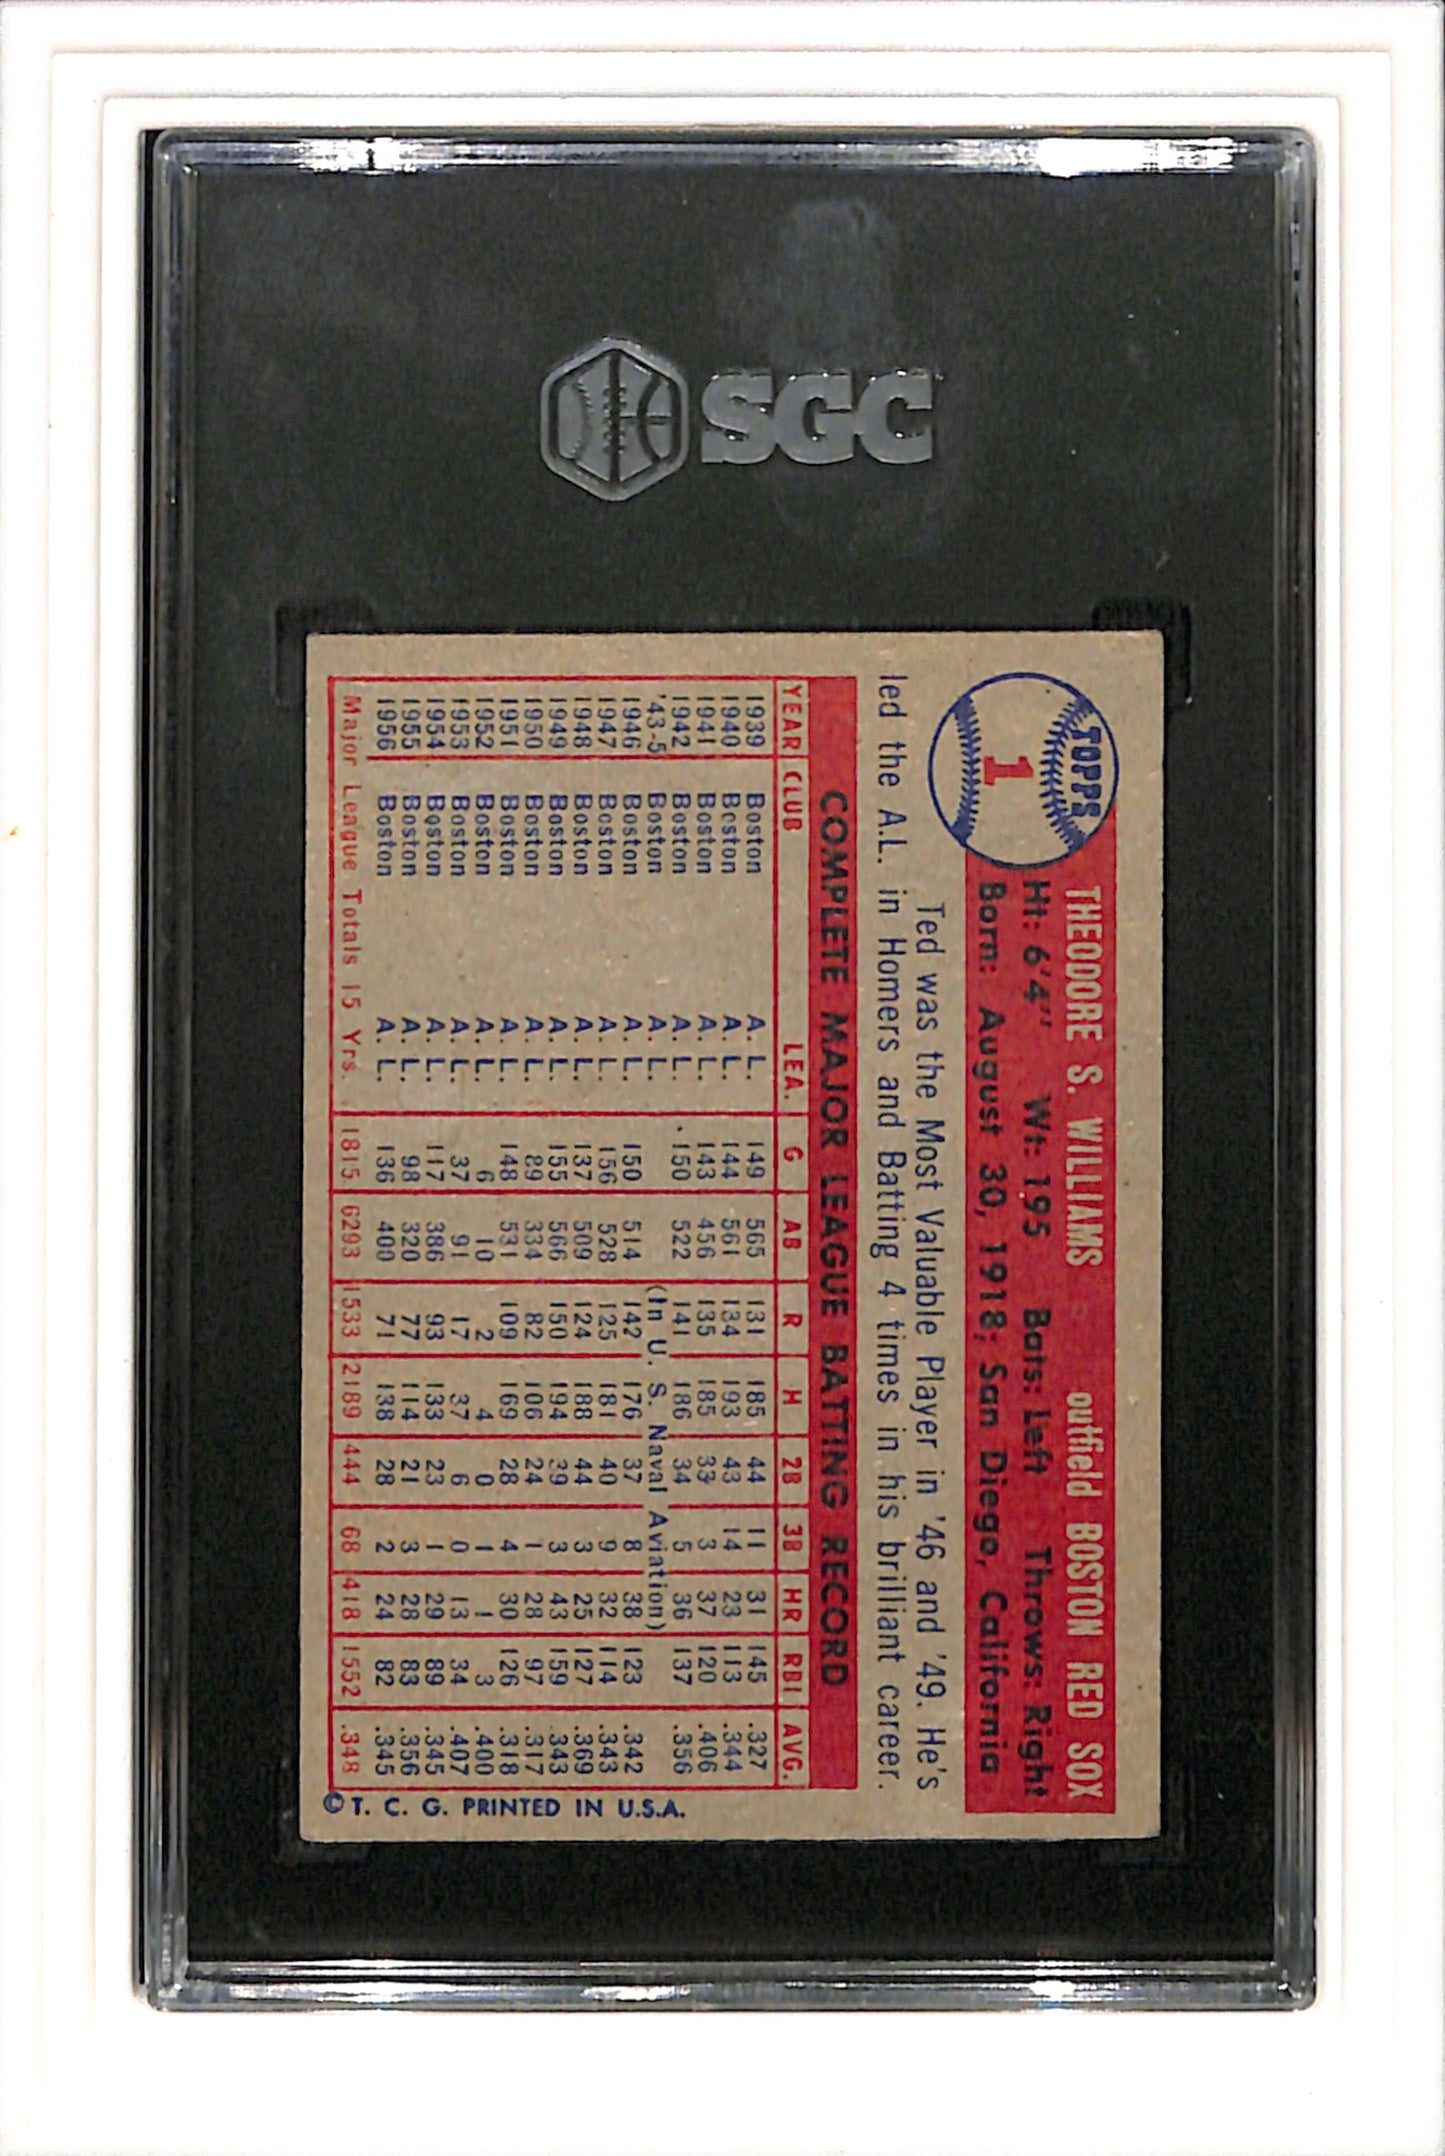 SGC
TOPPS
1
THEODORE S. WILLIAMS outfield BOSTON RED SOX
Ht: 6'4" Wt: 195 Bats: Left Throws: Right
Born: August 30, 1918; San Diego, California
Ted was the Most Valuable Player in '46 and '49. He's
led the A.L. in Homers and Batting 4 times in his brilliant career.
COMPLETE MAJOR LEAGUE BATTING RECORD
YEAR CLUB LEA. G AB R H 2B 3B HR RBI AVG.
1939 Boston A. L. 149 565 131 185 44 11 31 145 .327
1940 Boston A. L. 144 561 134 193 43 14 23 113 .344
1941 Boston A. L. 143 456 135 185 33 3 37 120 .406
1942 Boston A. L. 150 522 141 186 34 5 36 137 .356
'43-5 Boston A. L. (In U. S. Naval Aviation)
1946 Boston A. L. 150 514 142 176 37 8 38 123 .342
1947 Boston A. L. 156 528 125 181 40 9 32 114 .343
1948 Boston A. L. 137 509 124 188 44 3 25 127 .369
1949 Boston A. L. 155 566 150 194 39 3 43 159 .343
1950 Boston A. L. 89 334 82 106 24 1 28 97 .317
1951 Boston A. L. 148 531 109 169 28 4 30 126 .318
1952 Boston A. L. 6 10 2 4 0 1 1 3 .400
1953 Boston A. L. 37 91 17 37 6 0 13 34 .407
1954 Boston A. L. 117 386 93 133 23 1 29 89 .345
1955 Boston A. L. 98 320 77 114 21 3 28 83 .356
1956 Boston A. L. 136 400 71 138 28 2 24 82 .345
Major League Totals 15 Yrs. 1815 6293 1533 2189 444 68 418 1552 .348
© T. C. G. PRINTED IN U.S.A.